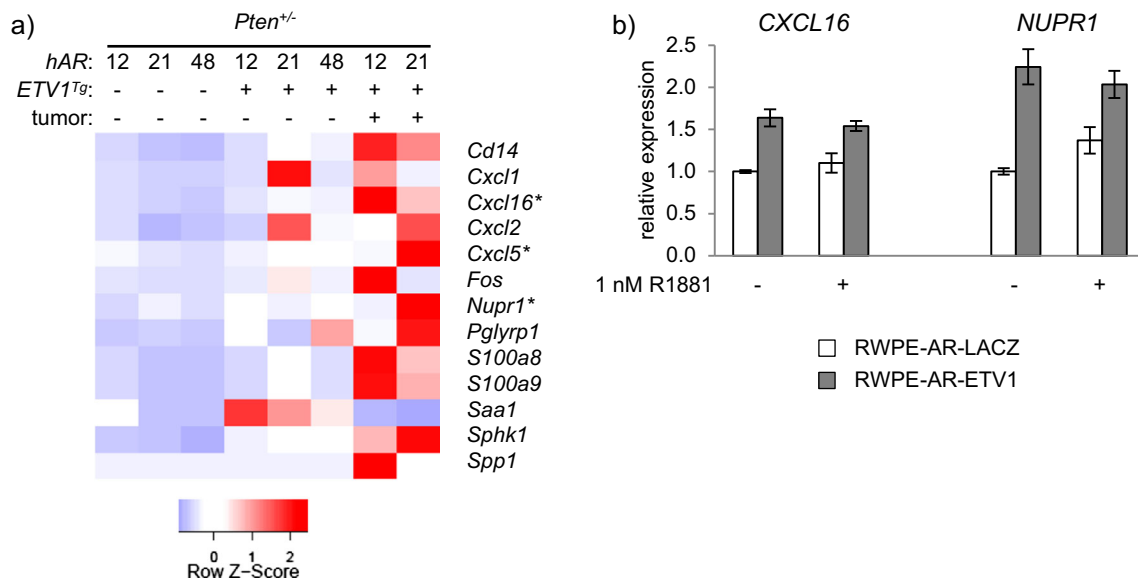 a)
Pten+/-
hAR: 12 21 48 12 21 48 12 21
ETV1Tg: - - - + + + + +
tumor: - - - - - - + +
Cd14
Cxcl1
Cxcl16*
Cxcl2
Cxcl5*
Fos
Nupr1*
Pglyrp1
S100a8
S100a9
Saa1
Sphk1
Spp1
0 1 2
Row Z-Score
b)
CXCL16 NUPR1
relative expression
2.5
2.0
1.5
1.0
0.5
0.0
1 nM R1881 - + - +
RWPE-AR-LACZ
RWPE-AR-ETV1